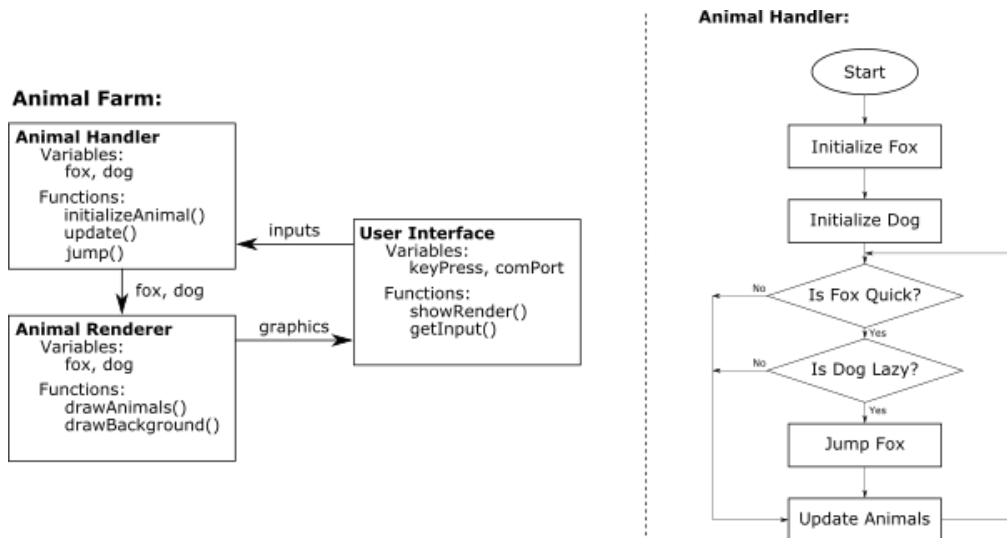 Animal Farm:
Animal Handler
Variables:
fox, dog
Functions:
initializeAnimal()
update()
jump()
inputs
fox, dog
User Interface
Variables:
keyPress, comPort
Functions:
showRender()
getInput()
Animal Renderer
Variables:
fox, dog
Functions:
drawAnimals()
drawBackground()
graphics
Animal Handler:
Start
Initialize Fox
Initialize Dog
Is Fox Quick?
No
Yes
Is Dog Lazy?
No
Yes
Jump Fox
Update Animals